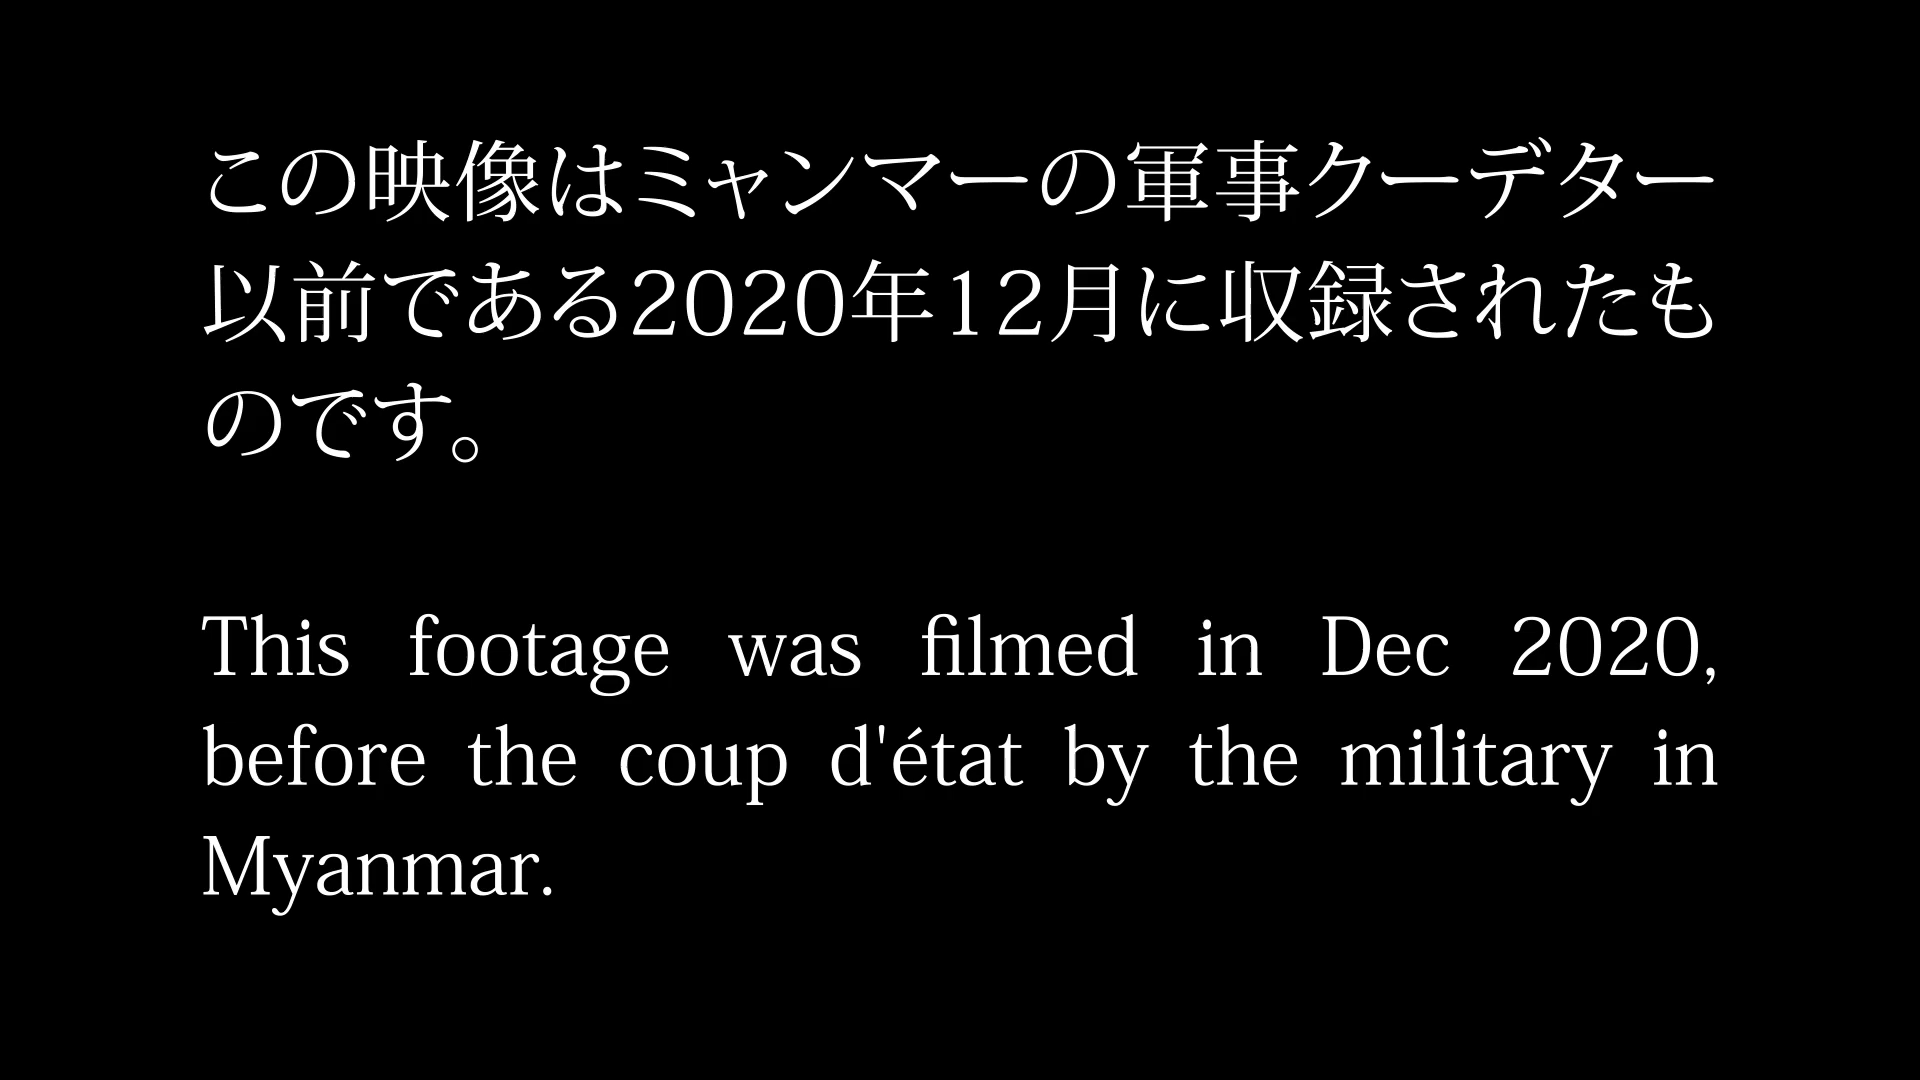 この映像はミャンマーの軍事クーデター
以前である2020年12月に収録されたも
のです。
This footage was filmed in Dec 2020,
before the coup d'état by the military in
Myanmar.